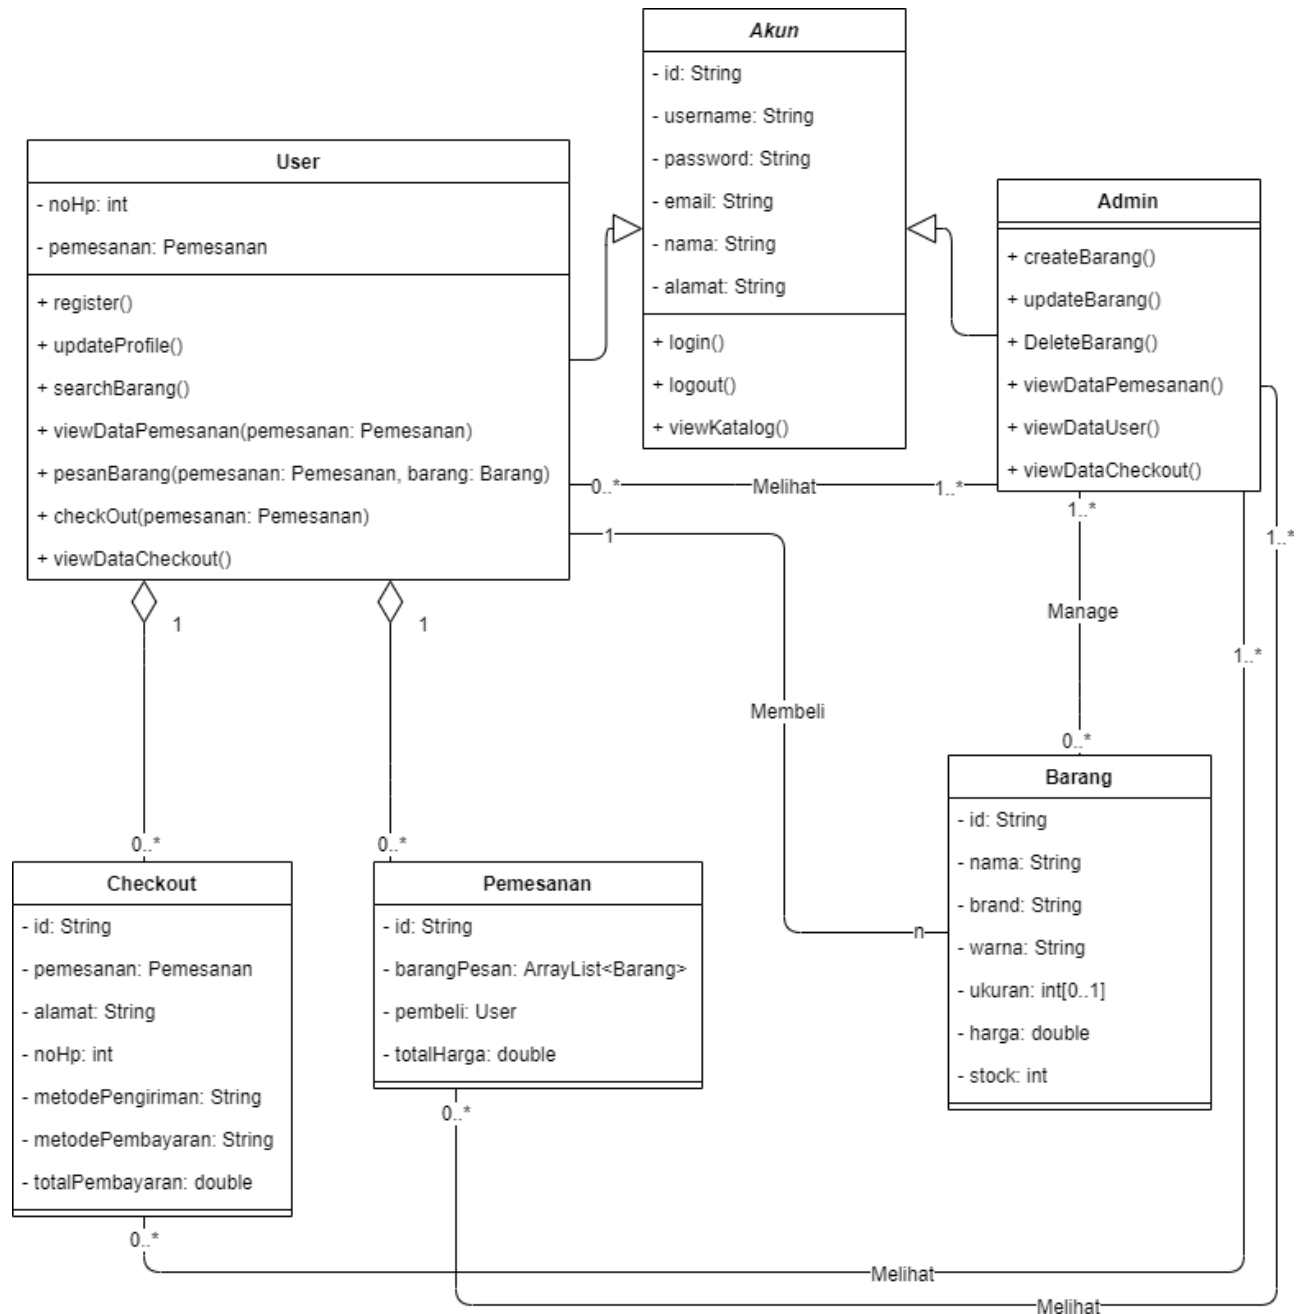 Akun
- id: String
- username: String
- password: String
- email: String
- nama: String
- alamat: String
+ login()
+ logout()
+ viewKatalog()
User
- noHp: int
- pemesanan: Pemesanan
+ register()
+ updateProfile()
+ searchBarang()
+ viewDataPemesanan(pemesanan: Pemesanan)
+ pesanBarang(pemesanan: Pemesanan, barang: Barang)
+ checkOut(pemesanan: Pemesanan)
+ viewDataCheckout()
Admin
+ createBarang()
+ updateBarang()
+ DeleteBarang()
+ viewDataPemesanan()
+ viewDataUser()
+ viewDataCheckout()
0..*
Melihat
1..*
1
Membeli
n
1..*
Manage
0..*
1..*
1..*
1
1
0..*
0..*
Checkout
- id: String
- pemesanan: Pemesanan
- alamat: String
- noHp: int
- metodePengiriman: String
- metodePembayaran: String
- totalPembayaran: double
Pemesanan
- id: String
- barangPesan: ArrayList<Barang>
- pembeli: User
- totalHarga: double
Barang
- id: String
- nama: String
- brand: String
- warna: String
- ukuran: int[0..1]
- harga: double
- stock: int
0..*
0..*
Melihat
Melihat